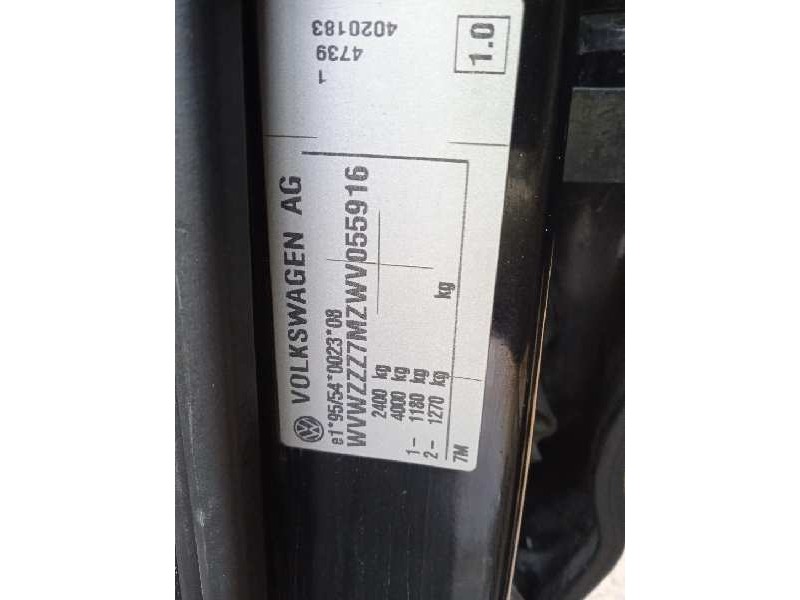 VOLKSWAGEN AG
e1*95/54*0023*08
WVWZZZ7MZWV055916
2400 kg
4000 kg
1- 1180 kg
2- 1270 kg
kg
7M
1
4739
4020183
1.0